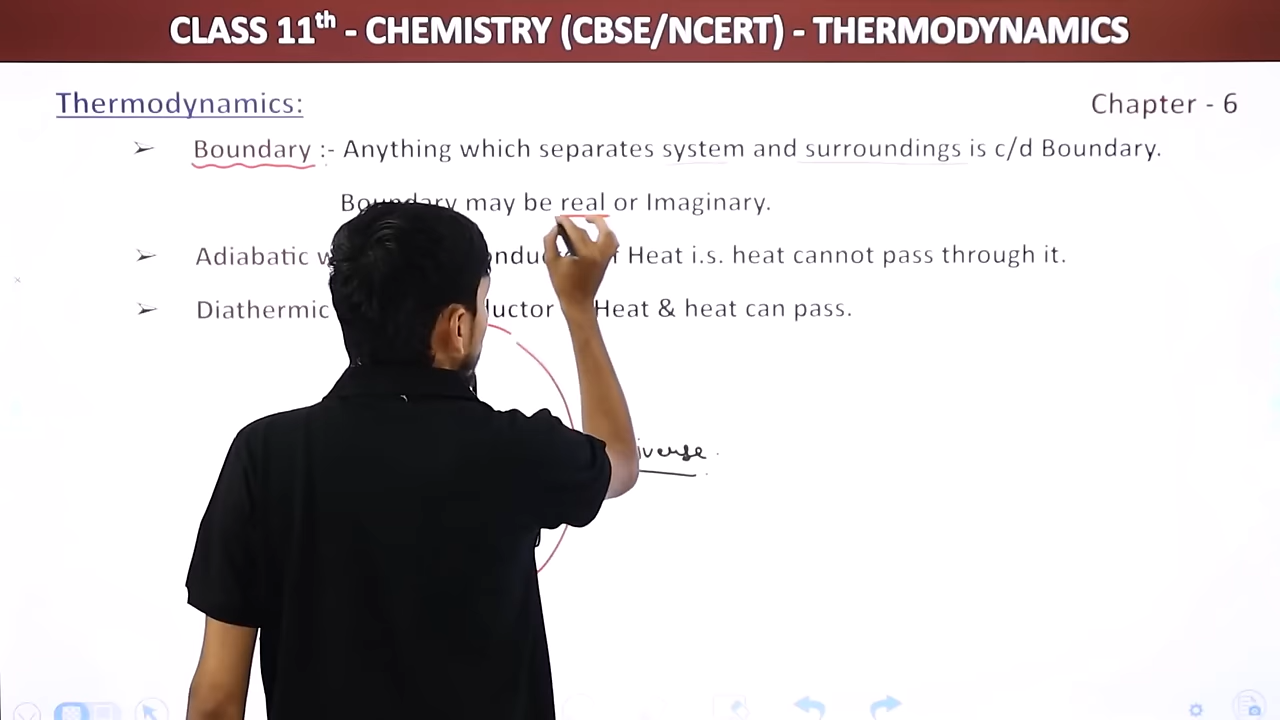 CLASS 11th - CHEMISTRY (CBSE/NCERT) - THERMODYNAMICS
Thermodynamics: Chapter - 6
➢ Boundary :- Anything which separates system and surroundings is c/d Boundary.
Boundary may be real or Imaginary.
➢ Adiabatic Heat i.s. heat cannot pass through it.
➢ Diathermic Heat & heat can pass.